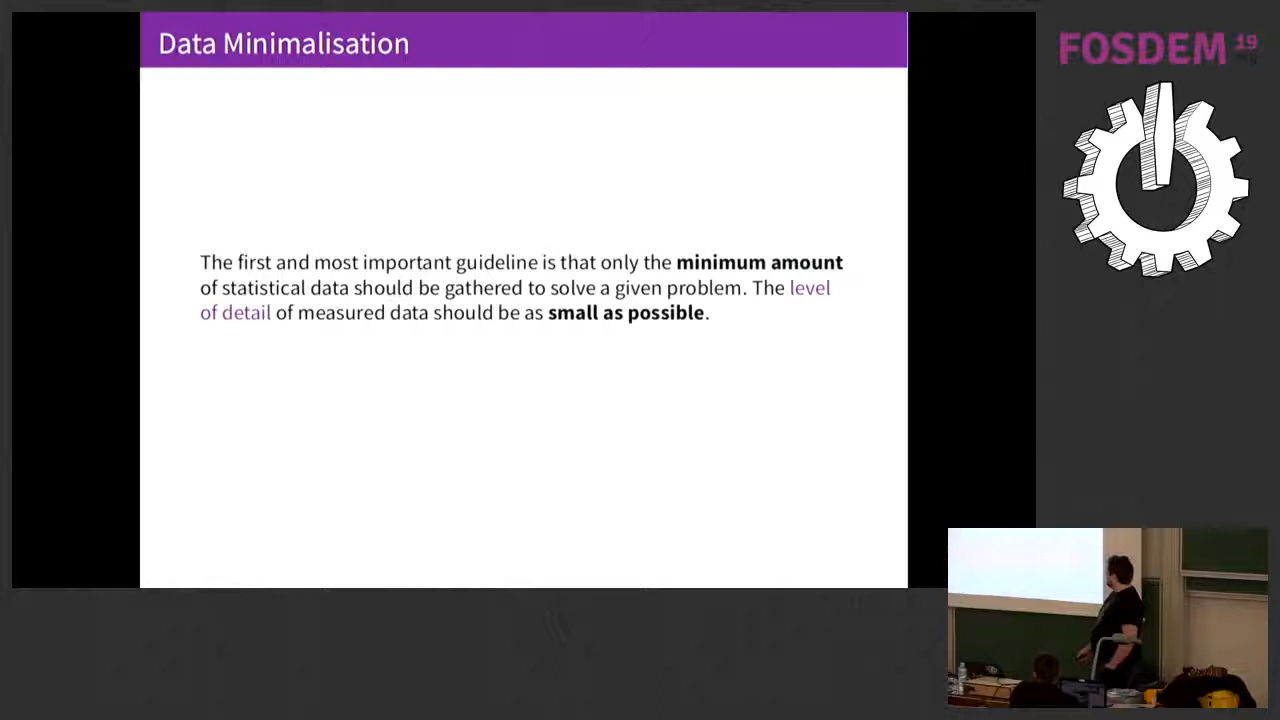 Data Minimalisation
FOSDEM 19
The first and most important guideline is that only the minimum amount
of statistical data should be gathered to solve a given problem. The level
of detail of measured data should be as small as possible.